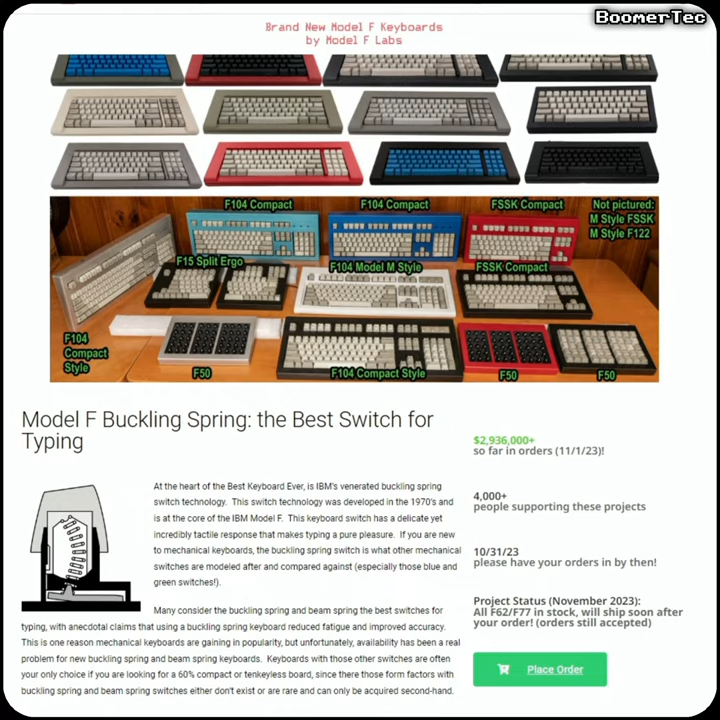 BoomerTec
Brand New Model F Keyboards
by Model F Labs
F104 Compact
F104 Compact
FSSK Compact
Not pictured:
M Style FSSK
M Style F122
F15 Split Ergo
F104 Model M Style
FSSK Compact
F104
Compact
Style
F50
F104 Compact Style
F50
F50
Model F Buckling Spring: the Best Switch for
Typing
At the heart of the Best Keyboard Ever, is IBM's venerated buckling spring
switch technology. This switch technology was developed in the 1970's and
is at the core of the IBM Model F. This keyboard switch has a delicate yet
incredibly tactile response that makes typing a pure pleasure. If you are new
to mechanical keyboards, the buckling spring switch is what other mechanical
switches are modeled after and compared against (especially those blue and
green switches!).
Many consider the buckling spring and beam spring the best switches for
typing, with anecdotal claims that using a buckling spring keyboard reduced fatigue and improved accuracy.
This is one reason mechanical keyboards are gaining in popularity, but unfortunately, availability has been a real
problem for new buckling spring and beam spring keyboards. Keyboards with those other switches are often
your only choice if you are looking for a 60% compact or tenkeyless board, since there those form factors with
buckling spring and beam spring switches either don't exist or are rare and can only be acquired second-hand.
$2,936,000+
so far in orders (11/1/23)!
4,000+
people supporting these projects
10/31/23
please have your orders in by then!
Project Status (November 2023):
All F62/F77 in stock, will ship soon after
your order! (orders still accepted)
Place Order